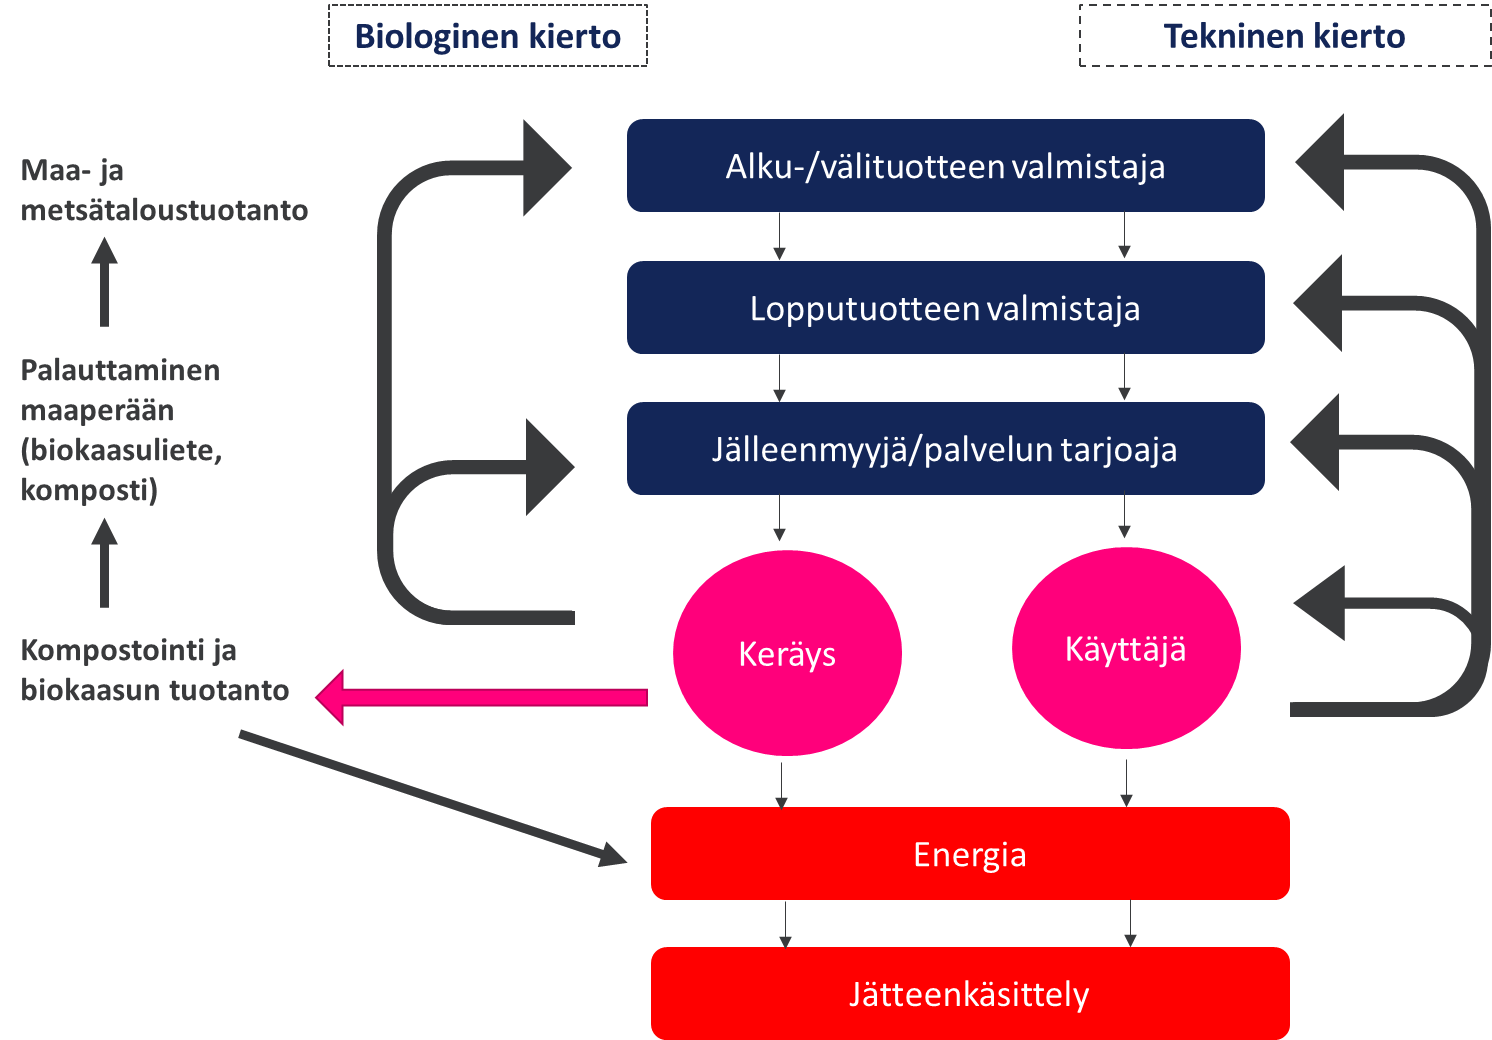 Biologinen kierto
Tekninen kierto
Maa- ja
metsätaloustuotanto
Palauttaminen
maaperään
(biokaasuliete,
komposti)
Kompostointi ja
biokaasun tuotanto
Alku-/välituotteen valmistaja
Lopputuotteen valmistaja
Jälleenmyyjä/palvelun tarjoaja
Keräys
Käyttäjä
Energia
Jätteenkäsittely